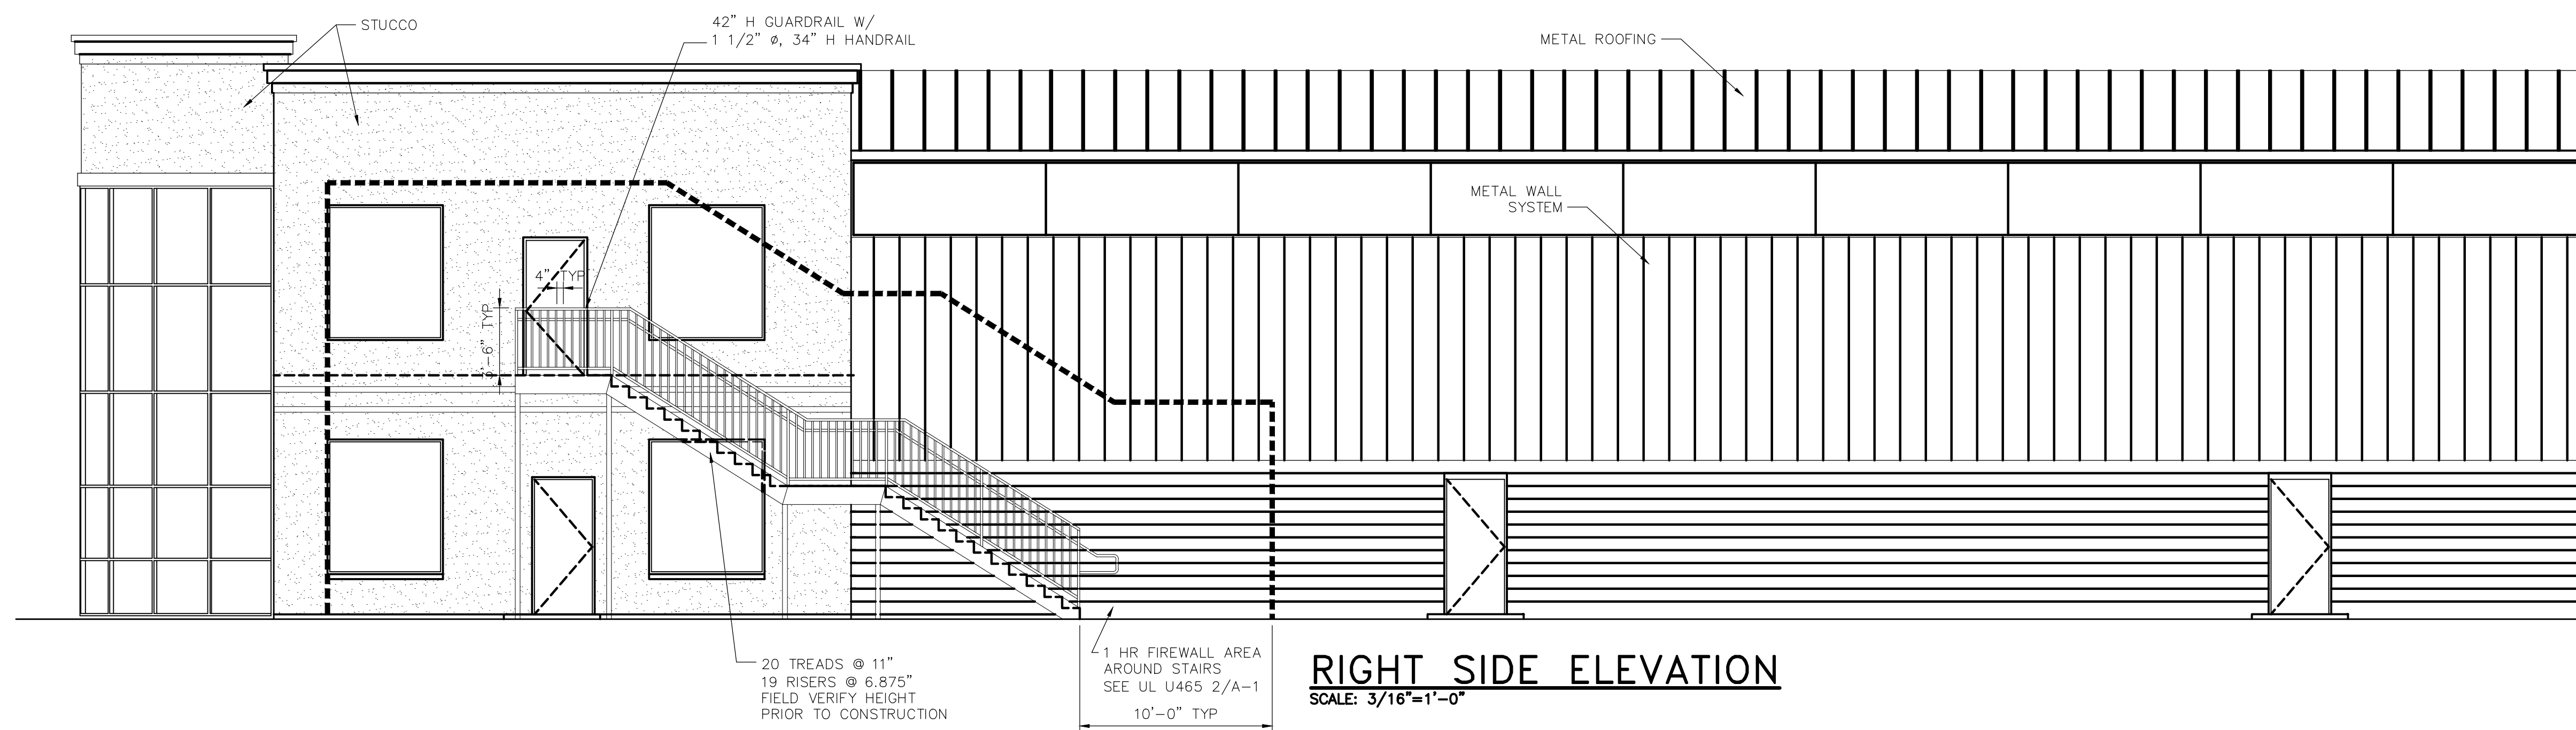 STUCCO
42" H GUARDRAIL W/
1 1/2" ø, 34" H HANDRAIL
METAL ROOFING
METAL WALL
SYSTEM
4" TYP
3'-6" TYP
20 TREADS @ 11"
19 RISERS @ 6.875"
FIELD VERIFY HEIGHT
PRIOR TO CONSTRUCTION
1 HR FIREWALL AREA
AROUND STAIRS
SEE UL U465 2/A-1
10'-0" TYP
RIGHT SIDE ELEVATION
SCALE: 3/16"=1'-0"